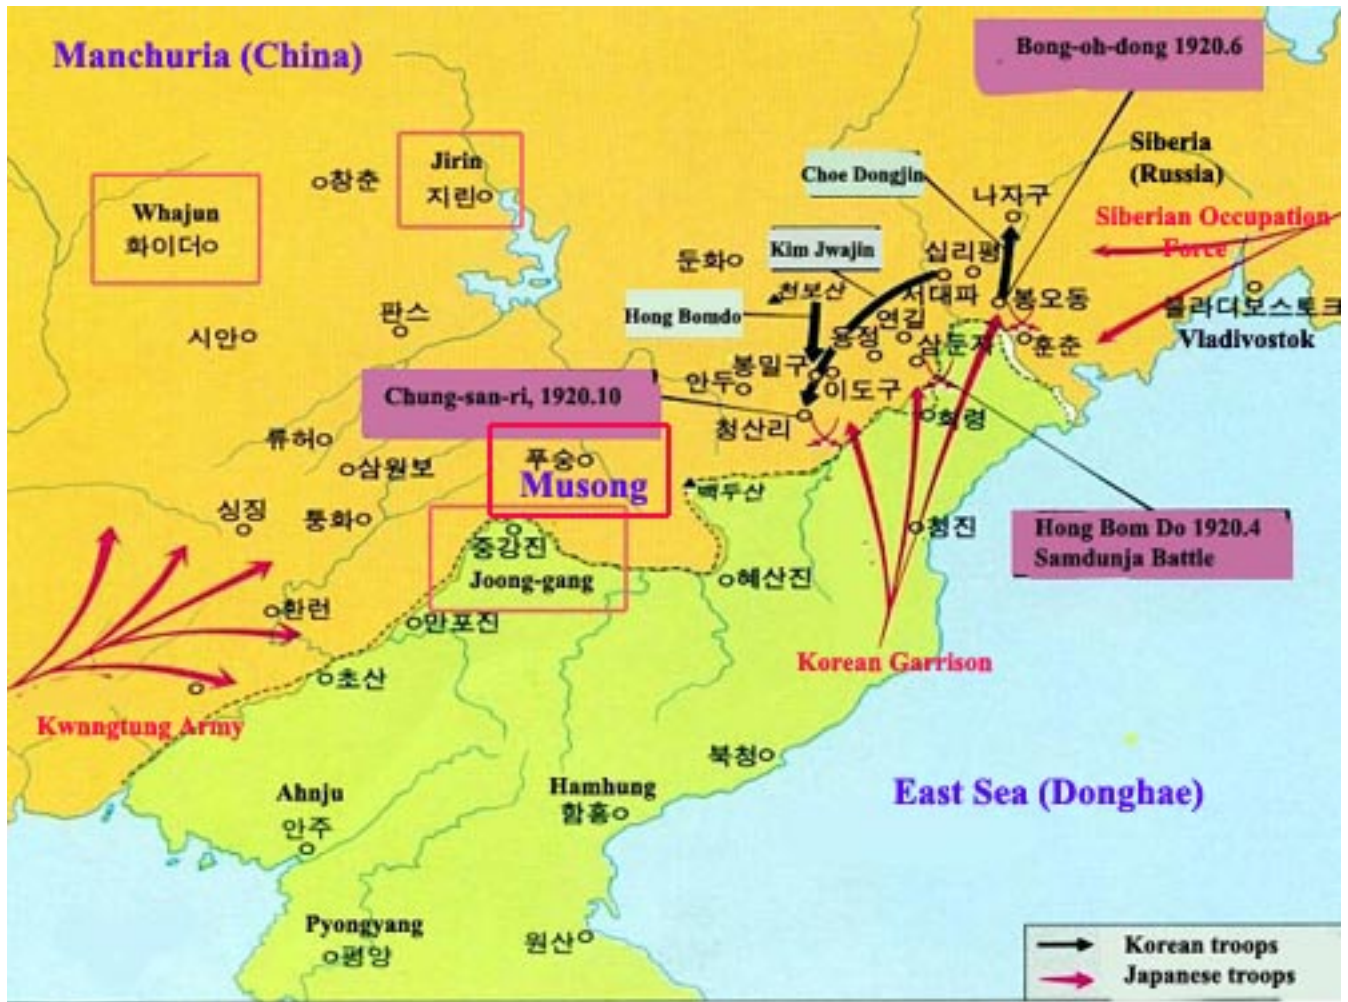 Manchuria (China)
Bong-oh-dong 1920.6
Siberia
(Russia)
Jirin
지린
창춘
Whajun
화이더
Choe Dongjin
나자구
Siberian Occupation
Force
Kim Jwajin
십리평
둔화
천보산
서대파
봉오동
블라디보스토크
Vladivostok
Hong Bomdo
연길
판스
시안
용정
삼둔자
훈춘
봉밀구
안두
이도구
Chung-san-ri, 1920.10
청산리
회령
류허
삼원보
푸숭
Musong
백두산
싱징
퉁화
청진
Hong Bom Do 1920.4
Samdunja Battle
중강진
Joong-gang
혜산진
환런
만포진
Korean Garrison
초산
Kwnngtung Army
북청
Ahnju
안주
Hamhung
함흥
East Sea (Donghae)
Pyongyang
평양
원산
Korean troops
Japanese troops